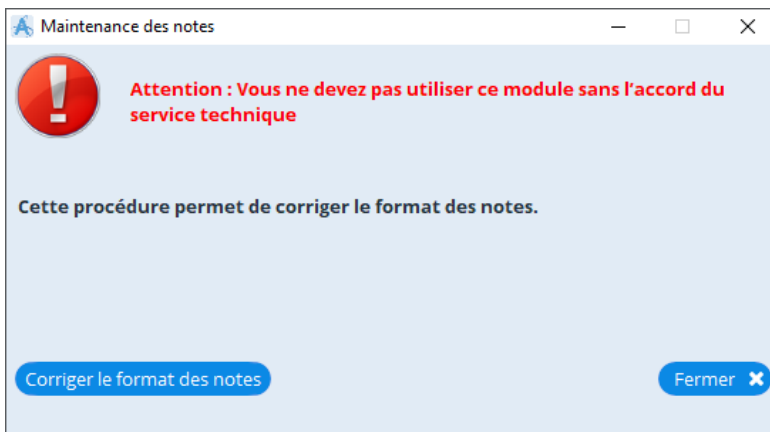 Maintenance des notes
Attention : Vous ne devez pas utiliser ce module sans l’accord du
service technique
Cette procédure permet de corriger le format des notes.
Corriger le format des notes
Fermer